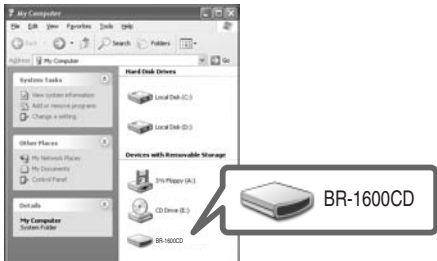 My Computer
File Edit View Favorites Tools Help
Search Folders
Address My Computer Go
System Tasks
View system information
Add or remove programs
Change a setting
Other Places
My Network Places
My Documents
Control Panel
Details
My Computer
System Folder
Hard Disk Drives
Local Disk (C:)
Local Disk (D:)
Devices with Removable Storage
3½ Floppy (A:)
CD Drive (E:)
BR-1600CD
BR-1600CD